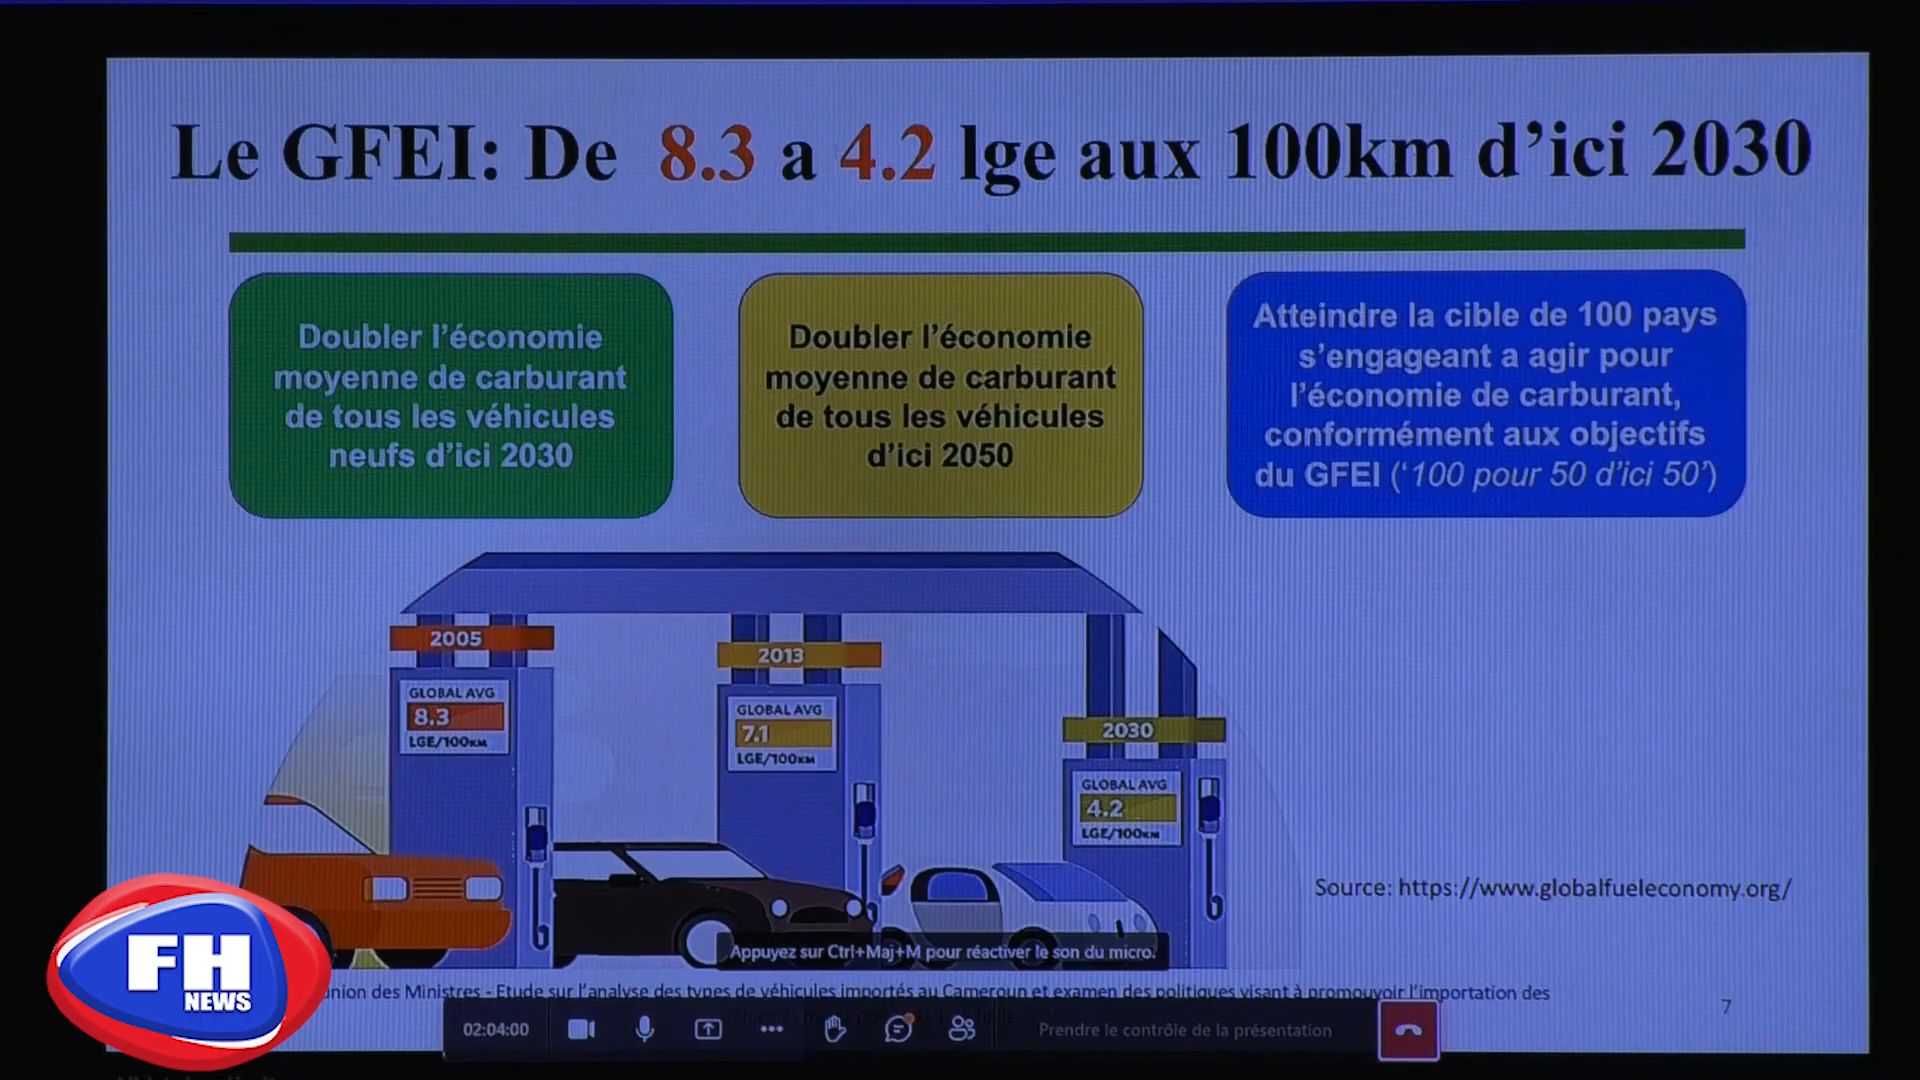 Le GFEI: De 8.3 a 4.2 lge aux 100km d'ici 2030
Doubler l'économie
moyenne de carburant
de tous les véhicules
neufs d'ici 2030
Doubler l'économie
moyenne de carburant
de tous les véhicules
d'ici 2050
Atteindre la cible de 100 pays
s'engageant a agir pour
l'économie de carburant,
conformément aux objectifs
du GFEI ('100 pour 50 d'ici 50')
2005
GLOBAL AVG
8.3
LGE/100KM
2013
GLOBAL AVG
7.1
LGE/100KM
2030
GLOBAL AVG
4.2
LGE/100KM
Source: https://www.globalfueleconomy.org/
Appuyez sur Ctrl+Maj+M pour réactiver le son du micro.
des Ministres - Etude sur l'analyse des types de véhicules importés au Cameroun et examen des politiques visant à promouvoir l'importation des
7
02:04:00
Prendre le contrôle de la présentation
FH
NEWS